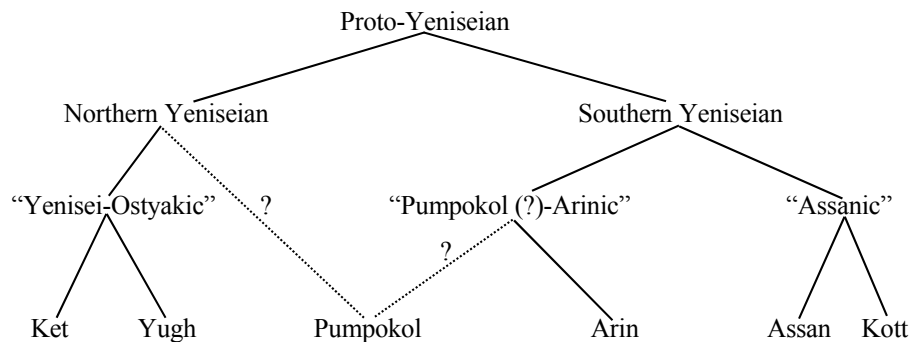 Proto-Yeniseian
Northern Yeniseian Southern Yeniseian
“Yenisei-Ostyakic” ? “Pumpokol (?)-Arinic” “Assanic”
?
Ket Yugh Pumpokol Arin Assan Kott